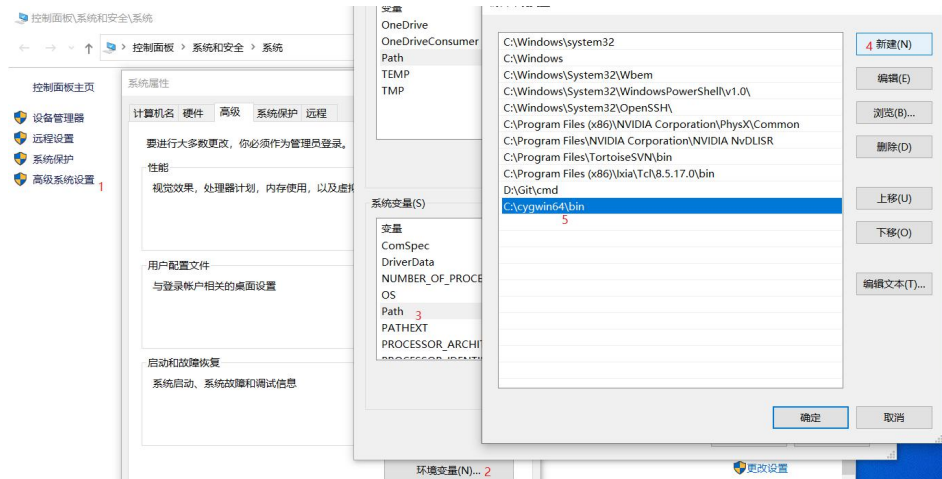 控制面板\系统和安全\系统
控制面板 › 系统和安全 › 系统
控制面板主页
设备管理器
远程设置
系统保护
高级系统设置 1
系统属性
计算机名 硬件 高级 系统保护 远程
要进行大多数更改，你必须作为管理员登录。
性能
视觉效果，处理器计划，内存使用，以及虚
用户配置文件
与登录帐户相关的桌面设置
启动和故障恢复
系统启动、系统故障和调试信息
变量
OneDrive
OneDriveConsumer
Path
TEMP
TMP
系统变量(S)
变量
ComSpec
DriverData
NUMBER_OF_PROCE
OS
Path 3
PATHEXT
PROCESSOR_ARCHI
环境变量(N)... 2
C:\Windows\system32
C:\Windows
C:\Windows\System32\Wbem
C:\Windows\System32\WindowsPowerShell\v1.0\
C:\Windows\System32\OpenSSH\
C:\Program Files (x86)\NVIDIA Corporation\PhysX\Common
C:\Program Files\NVIDIA Corporation\NVIDIA NvDLISR
C:\Program Files\TortoiseSVN\bin
C:\Program Files (x86)\Ixia\Tcl\8.5.17.0\bin
D:\Git\cmd
C:\cygwin64\bin
5
4 新建(N)
编辑(E)
浏览(B)...
删除(D)
上移(U)
下移(O)
编辑文本(T)...
确定
取消
更改设置